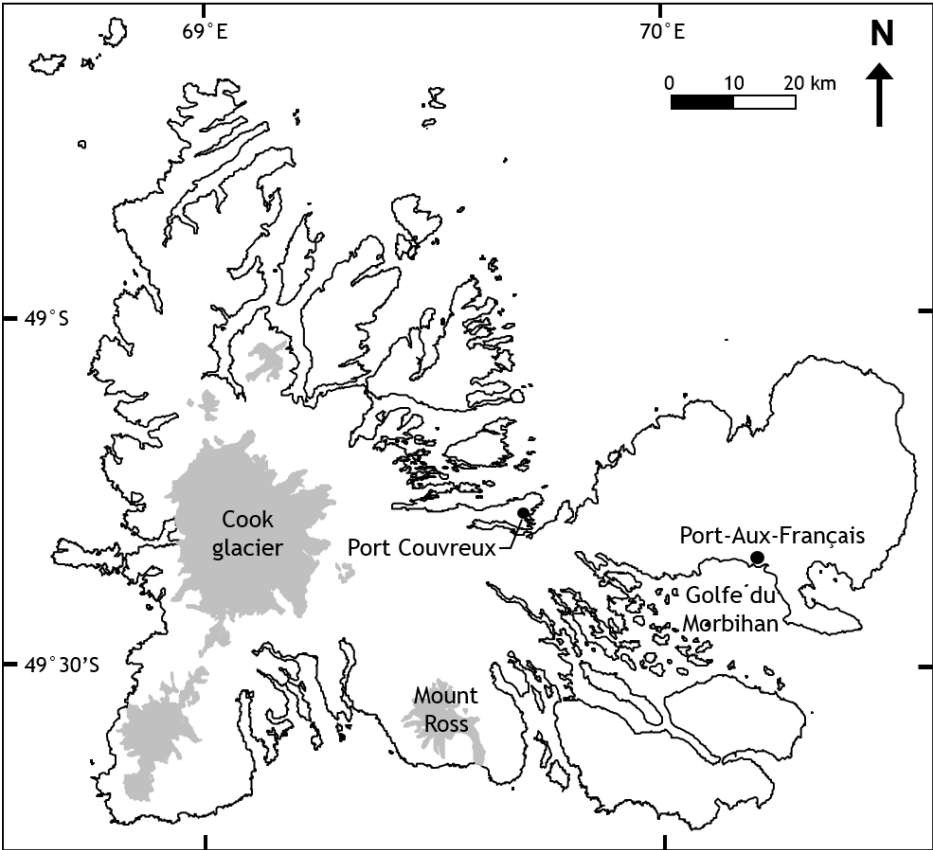 69°E
70°E
N
0 10 20 km
49°S
Cook
glacier
Port Couvreux
Port-Aux-Français
Golfe du
Morbihan
49°30'S
Mount
Ross